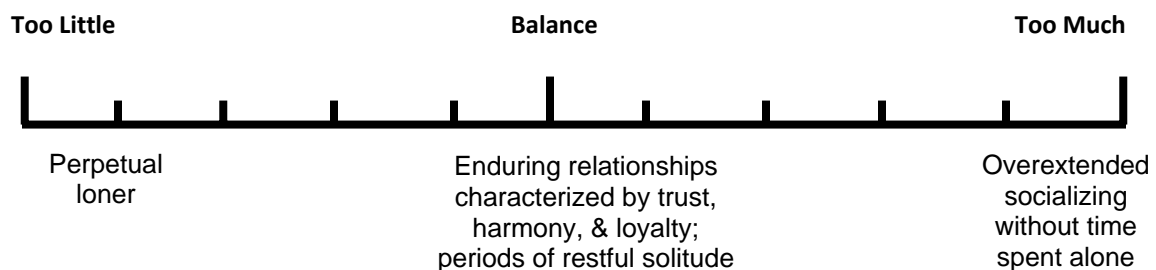 Too Little Balance Too Much
Perpetual
loner
Enduring relationships
characterized by trust,
harmony, & loyalty;
periods of restful solitude
Overextended
socializing
without time
spent alone